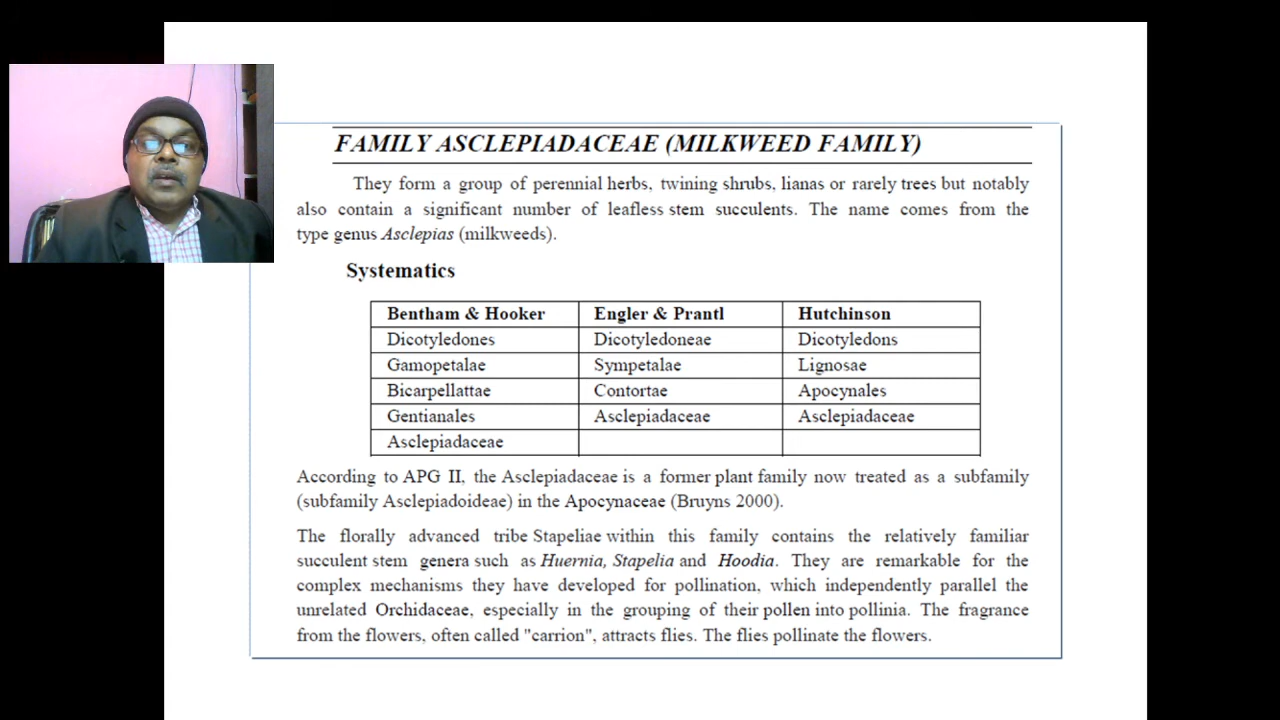 FAMILY ASCLEPIADACEAE (MILKWEED FAMILY)
They form a group of perennial herbs, twining shrubs, lianas or rarely trees but notably
also contain a significant number of leafless stem succulents. The name comes from the
type genus Asclepias (milkweeds).
Systematics
Bentham & Hooker Engler & Prantl Hutchinson
Dicotyledones Dicotyledoneae Dicotyledons
Gamopetalae Sympetalae Lignosae
Bicarpellattae Contortae Apocynales
Gentianales Asclepiadaceae Asclepiadaceae
Asclepiadaceae
According to APG II, the Asclepiadaceae is a former plant family now treated as a subfamily
(subfamily Asclepiadoideae) in the Apocynaceae (Bruyns 2000).
The florally advanced tribe Stapeliae within this family contains the relatively familiar
succulent stem genera such as Huernia, Stapelia and Hoodia. They are remarkable for the
complex mechanisms they have developed for pollination, which independently parallel the
unrelated Orchidaceae, especially in the grouping of their pollen into pollinia. The fragrance
from the flowers, often called "carrion", attracts flies. The flies pollinate the flowers.